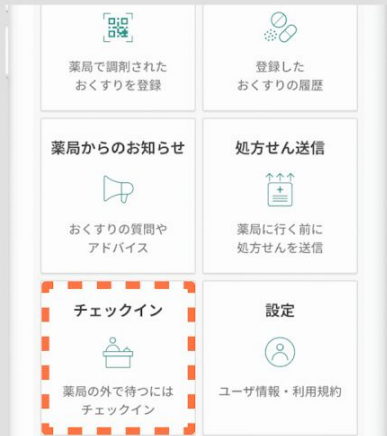 薬局で調剤された
おくすりを登録
登録した
おくすりの履歴
薬局からのお知らせ
おくすりの質問や
アドバイス
処方せん送信
薬局に行く前に
処方せんを送信
チェックイン
薬局の外で待つには
チェックイン
設定
ユーザ情報・利用規約